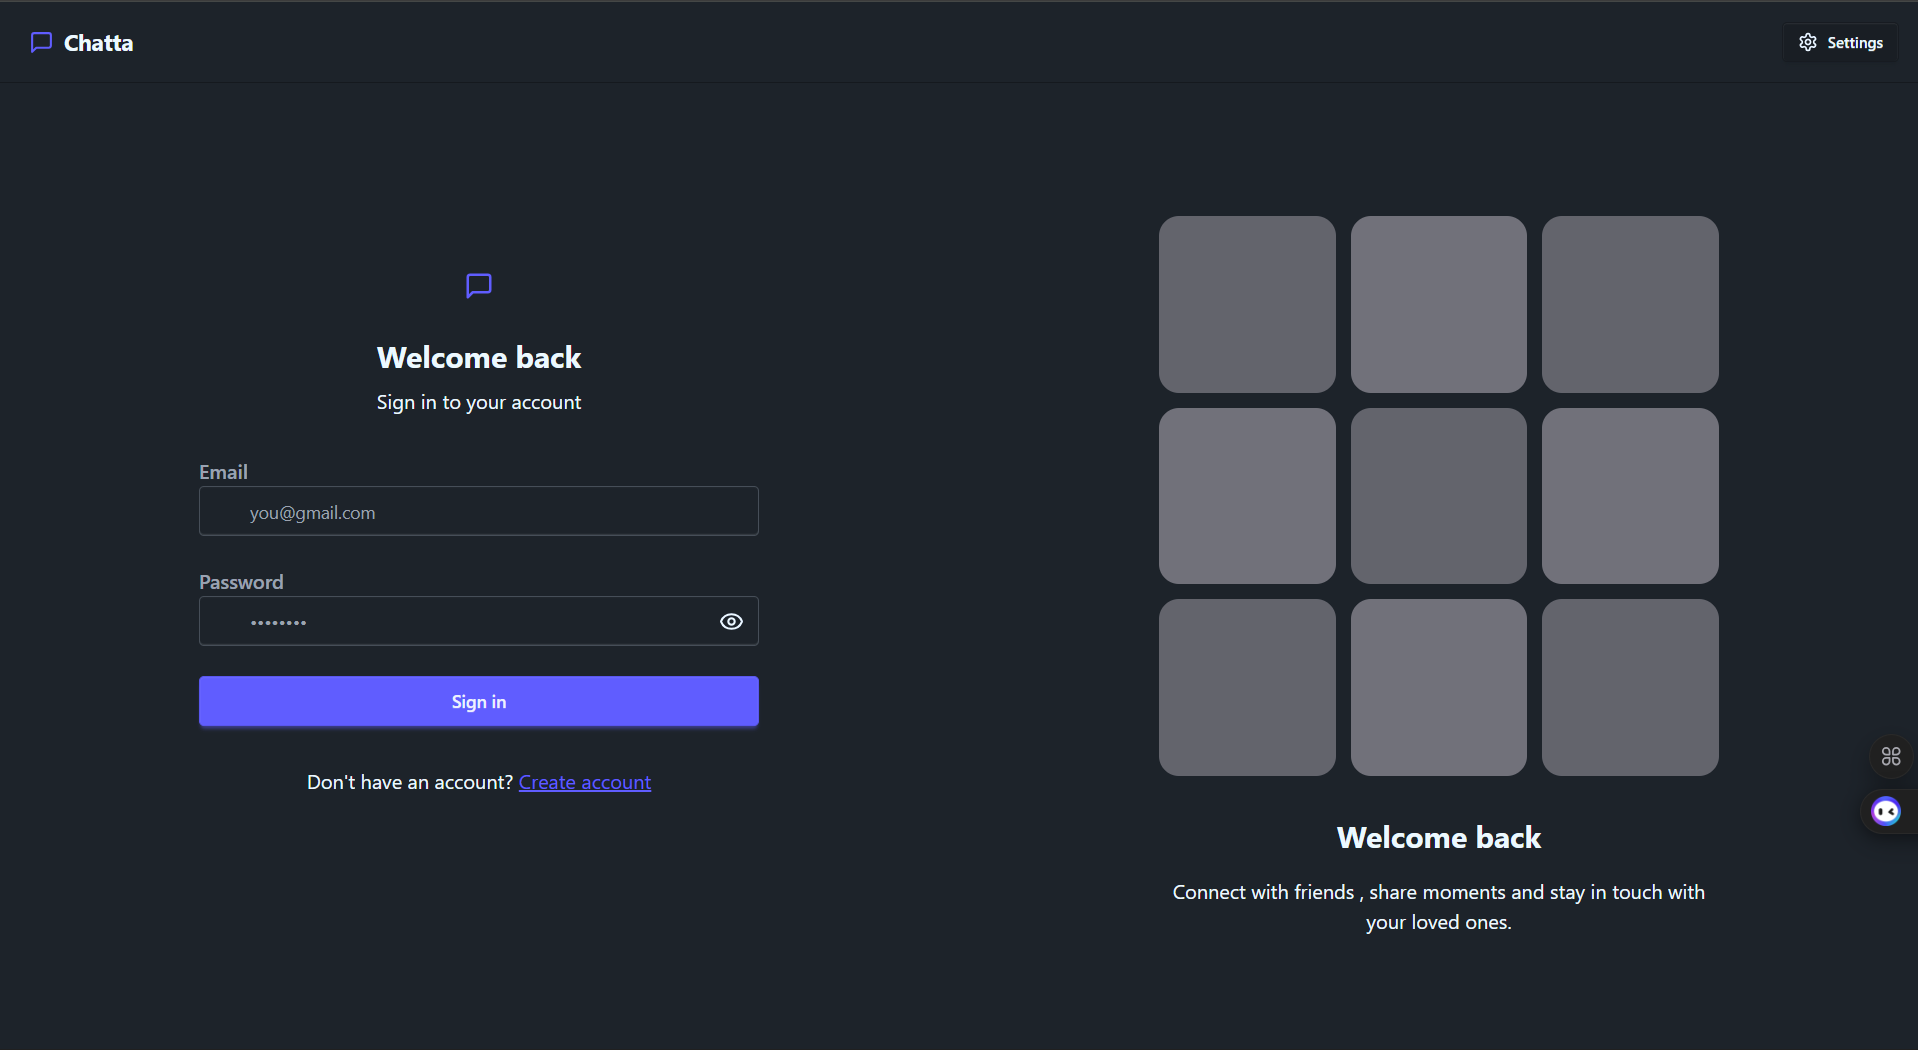 Chatta
Settings
Welcome back
Sign in to your account
Email
you@gmail.com
Password
••••••••
Sign in
Don't have an account? Create account
Welcome back
Connect with friends , share moments and stay in touch with
your loved ones.